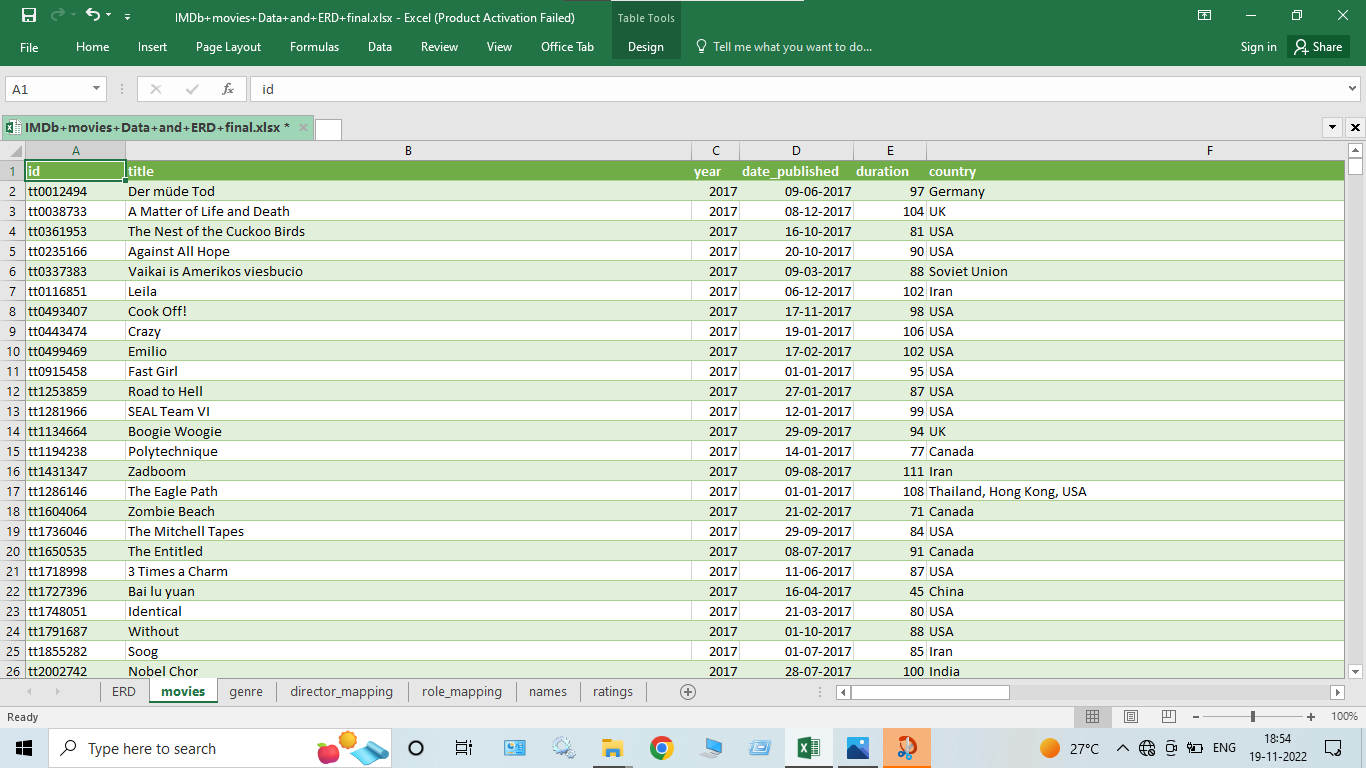 IMDb+movies+Data+and+ERD+final.xlsx - Excel (Product Activation Failed) Table Tools
File Home Insert Page Layout Formulas Data Review View Office Tab Design Tell me what you want to do... Sign in Share
A1 fx id
IMDb+movies+Data+and+ERD+final.xlsx *
A B C D E F
1 id title year date_published duration country
2 tt0012494 Der müde Tod 2017 09-06-2017 97 Germany
3 tt0038733 A Matter of Life and Death 2017 08-12-2017 104 UK
4 tt0361953 The Nest of the Cuckoo Birds 2017 16-10-2017 81 USA
5 tt0235166 Against All Hope 2017 20-10-2017 90 USA
6 tt0337383 Vaikai is Amerikos viesbucio 2017 09-03-2017 88 Soviet Union
7 tt0116851 Leila 2017 06-12-2017 102 Iran
8 tt0493407 Cook Off! 2017 17-11-2017 98 USA
9 tt0443474 Crazy 2017 19-01-2017 106 USA
10 tt0499469 Emilio 2017 17-02-2017 102 USA
11 tt0915458 Fast Girl 2017 01-01-2017 95 USA
12 tt1253859 Road to Hell 2017 27-01-2017 87 USA
13 tt1281966 SEAL Team VI 2017 12-01-2017 99 USA
14 tt1134664 Boogie Woogie 2017 29-09-2017 94 UK
15 tt1194238 Polytechnique 2017 14-01-2017 77 Canada
16 tt1431347 Zadboom 2017 09-08-2017 111 Iran
17 tt1286146 The Eagle Path 2017 01-01-2017 108 Thailand, Hong Kong, USA
18 tt1604064 Zombie Beach 2017 21-02-2017 71 Canada
19 tt1736046 The Mitchell Tapes 2017 29-09-2017 84 USA
20 tt1650535 The Entitled 2017 08-07-2017 91 Canada
21 tt1718998 3 Times a Charm 2017 11-06-2017 87 USA
22 tt1727396 Bai lu yuan 2017 16-04-2017 45 China
23 tt1748051 Identical 2017 21-03-2017 80 USA
24 tt1791687 Without 2017 01-10-2017 88 USA
25 tt1855282 Soog 2017 01-07-2017 85 Iran
26 tt2002742 Nobel Chor 2017 28-07-2017 100 India
ERD movies genre director_mapping role_mapping names ratings
Ready 100%
Type here to search 27°C ENG 18:54
19-11-2022